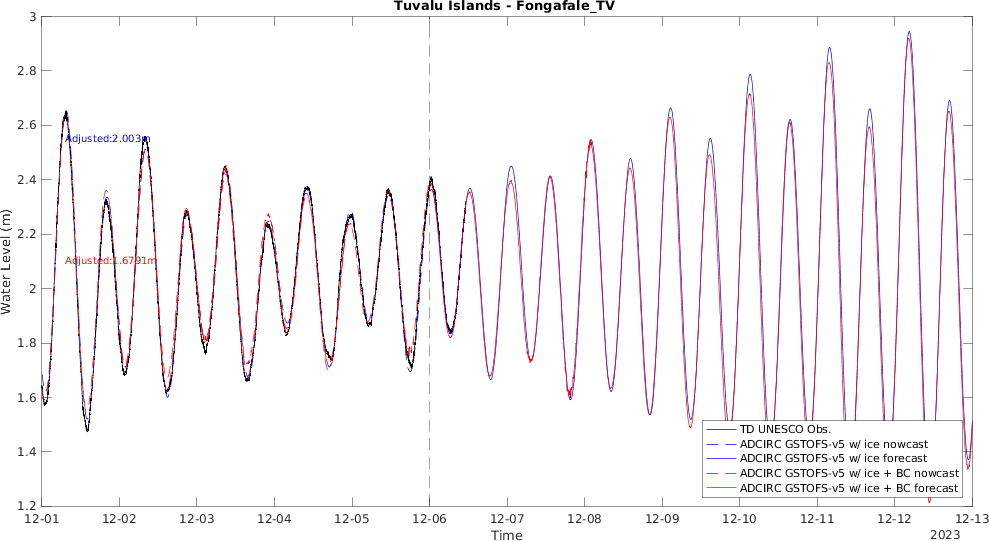 Tuvalu Islands - Fongafale_TV
3
2.8
2.6
2.4
2.2
2
1.8
1.6
1.4
1.2
Water Level (m)
Adjusted:2.003m
Adjusted:1.6791m
TD UNESCO Obs.
ADCIRC GSTOFS-v5 w/ ice nowcast
ADCIRC GSTOFS-v5 w/ ice forecast
ADCIRC GSTOFS-v5 w/ ice + BC nowcast
ADCIRC GSTOFS-v5 w/ ice + BC forecast
12-01 12-02 12-03 12-04 12-05 12-06 12-07 12-08 12-09 12-10 12-11 12-12 12-13
Time
2023